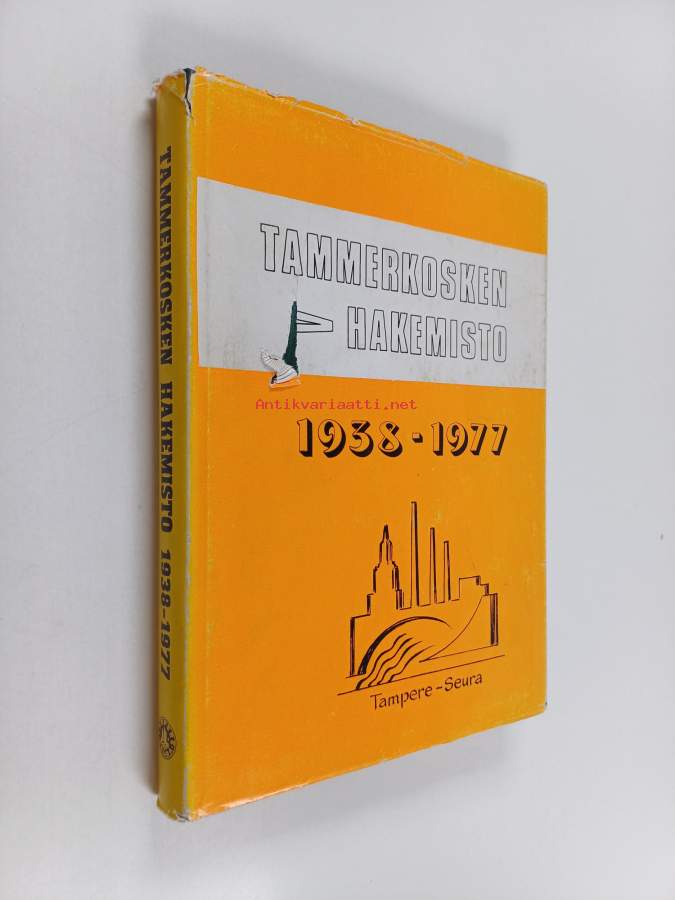 TAMMERKOSKEN HAKEMISTO 1938-1977
TAMMERKOSKEN
HAKEMISTO
Antikvariaatti.net
1938-1977
Tampere-Seura